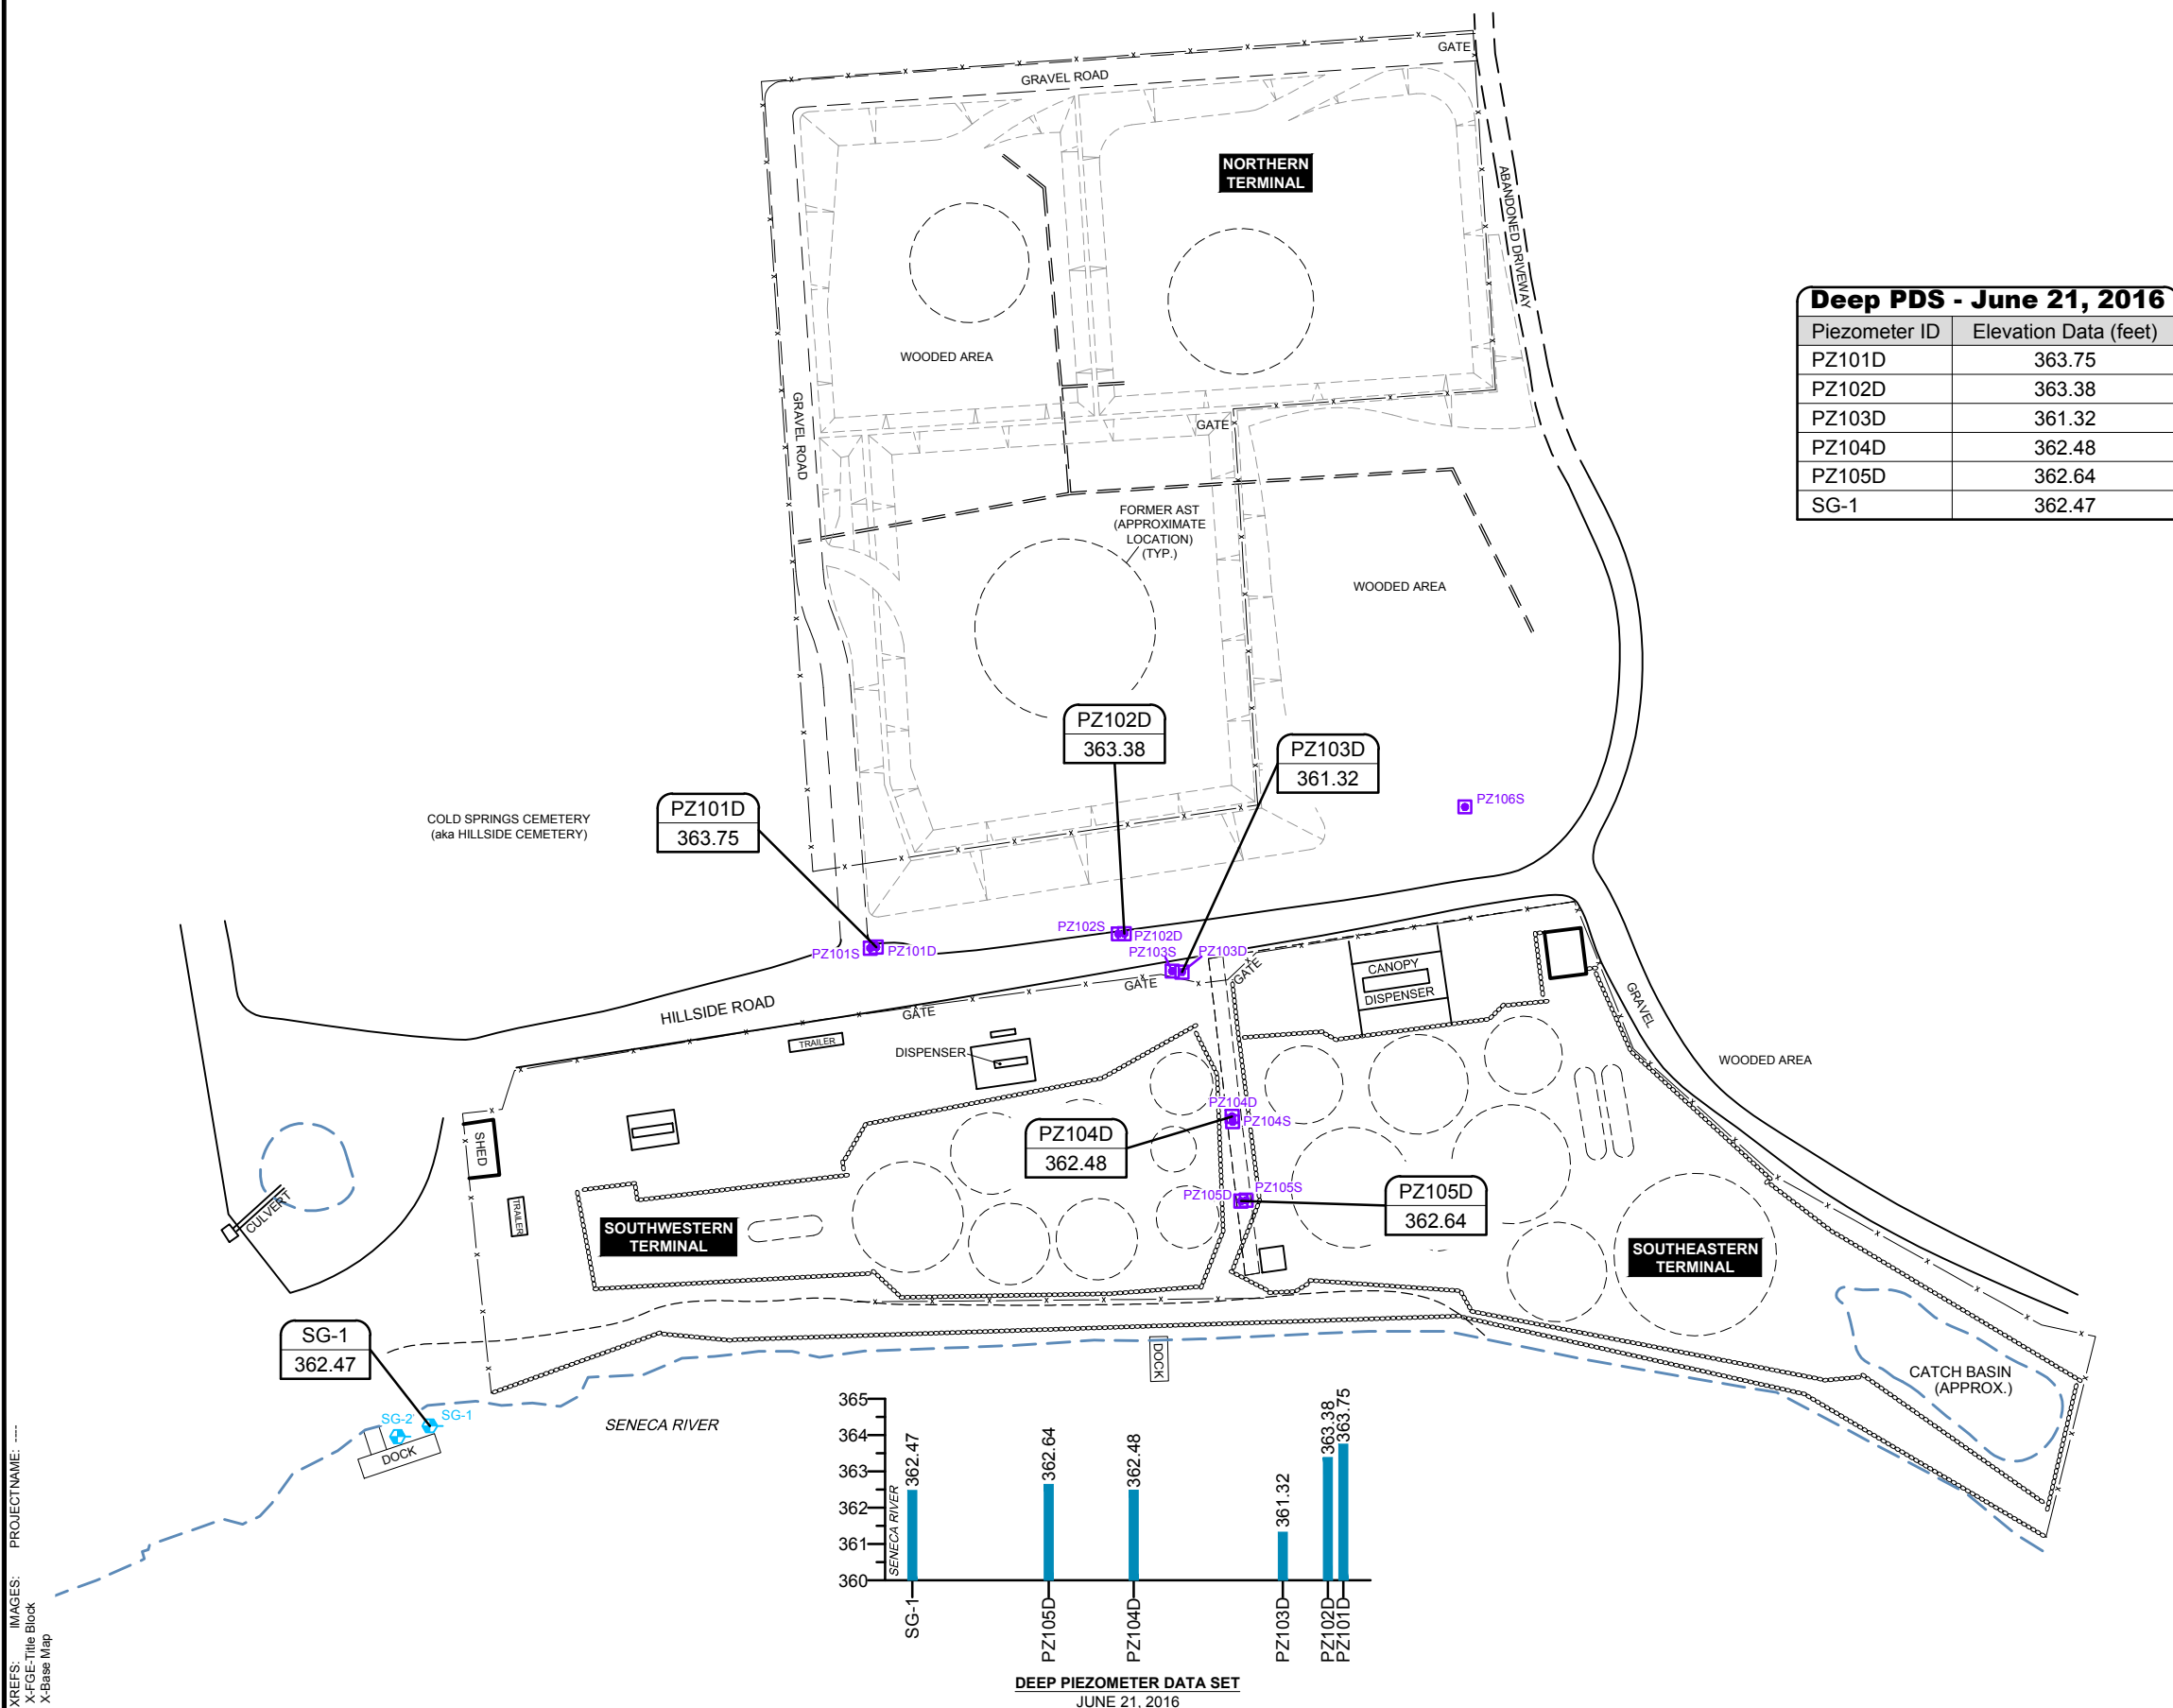 GATE
GRAVEL ROAD
NORTHERN
TERMINAL
ABANDONED DRIVEWAY
Deep PDS - June 21, 2016
Piezometer ID Elevation Data (feet)
PZ101D 363.75
PZ102D 363.38
PZ103D 361.32
PZ104D 362.48
PZ105D 362.64
SG-1 362.47
WOODED AREA
GRAVEL ROAD
GATE
FORMER AST
(APPROXIMATE
LOCATION)
(TYP.)
WOODED AREA
PZ102D
363.38
PZ103D
361.32
PZ101D
363.75
PZ106S
COLD SPRINGS CEMETERY
(aka HILLSIDE CEMETERY)
PZ101S
PZ101D
PZ102S
PZ102D
PZ103S
PZ103D
GATE
GATE
CANOPY
DISPENSER
GRAVEL
HILLSIDE ROAD
GATE
TRAILER
DISPENSER
WOODED AREA
SHED
PZ104D
PZ104S
PZ104D
362.48
TRAILER
CULVERT
PZ105D
PZ105S
PZ105D
362.64
SOUTHWESTERN
TERMINAL
SOUTHEASTERN
TERMINAL
SG-1
362.47
DOCK
CATCH BASIN
(APPROX.)
SG-2
SG-1
DOCK
SENECA RIVER
365
364
363
362
361
360
SENECA RIVER
362.47
362.64
362.48
361.32
363.38
363.75
SG-1
PZ105D
PZ104D
PZ103D
PZ102D
PZ101D
DEEP PIEZOMETER DATA SET
JUNE 21, 2016
XREFS: IMAGES: PROJECTNAME: ----
X-FGE-Title Block
X-Base Map